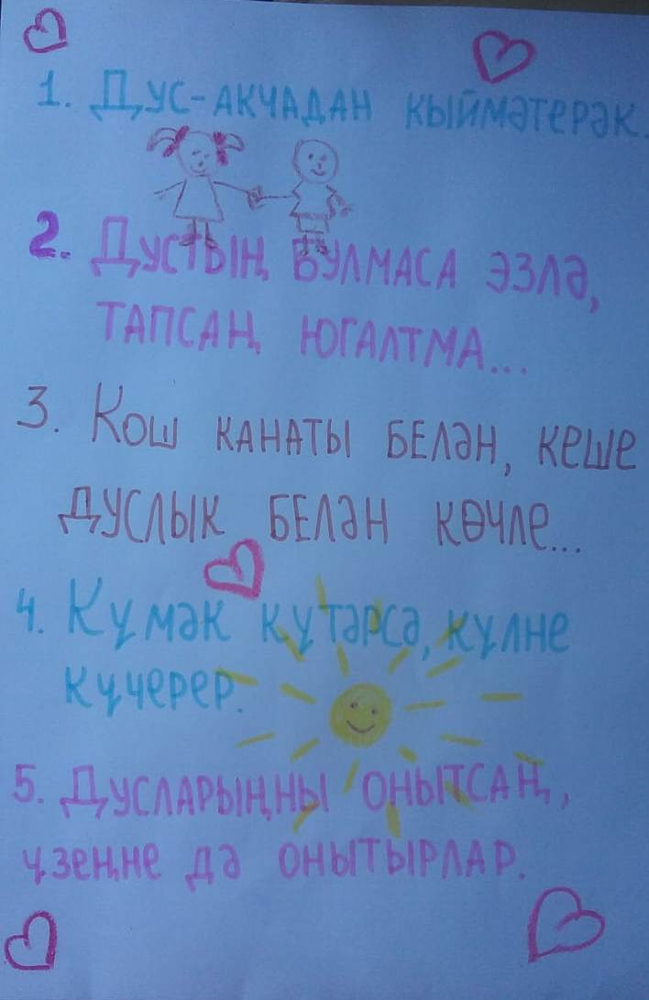 1. Дус-акчадан кыймәтерәк.
2. Дустың булмаса эзлә,
тапсаң югалтма...
3. Кош канаты белән, кеше
дуслык белән көчле...
4. Күмәк күтәрсә, күлне
күчерер.
5. Дусларыңны онытсаң,
үзеңне дә онытырлар.